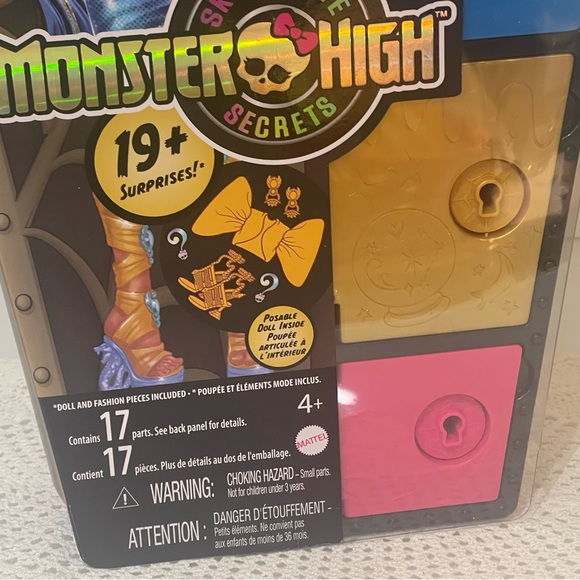 MONSTER HIGH™
SECRETS
19+
SURPRISES!*
POSABLE
DOLL INSIDE
POUPÉE
ARTICULÉE À
L'INTÉRIEUR
*DOLL AND FASHION PIECES INCLUDED • * POUPÉE ET ÉLÉMENTS MODE INCLUS.
Contains 17 parts. See back panel for details.
4+
Contient 17 pièces. Plus de détails au dos de l'emballage.
MATTEL
WARNING: CHOKING HAZARD – Small parts.
Not for children under 3 years.
ATTENTION : DANGER D'ÉTOUFFEMENT –
Petits éléments. Ne convient pas
aux enfants de moins de 36 mois.